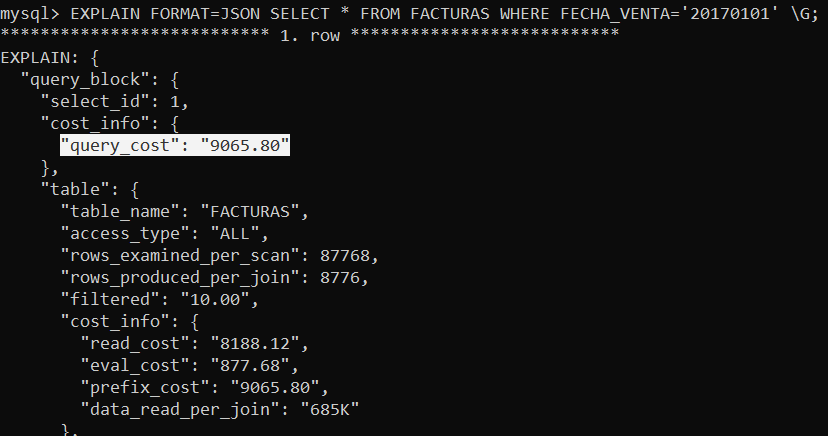 mysql> EXPLAIN FORMAT=JSON SELECT * FROM FACTURAS WHERE FECHA_VENTA='20170101' \G;
*************************** 1. row ***************************
EXPLAIN: {
  "query_block": {
    "select_id": 1,
    "cost_info": {
      "query_cost": "9065.80"
    },
    "table": {
      "table_name": "FACTURAS",
      "access_type": "ALL",
      "rows_examined_per_scan": 87768,
      "rows_produced_per_join": 8776,
      "filtered": "10.00",
      "cost_info": {
        "read_cost": "8188.12",
        "eval_cost": "877.68",
        "prefix_cost": "9065.80",
        "data_read_per_join": "685K"
      },